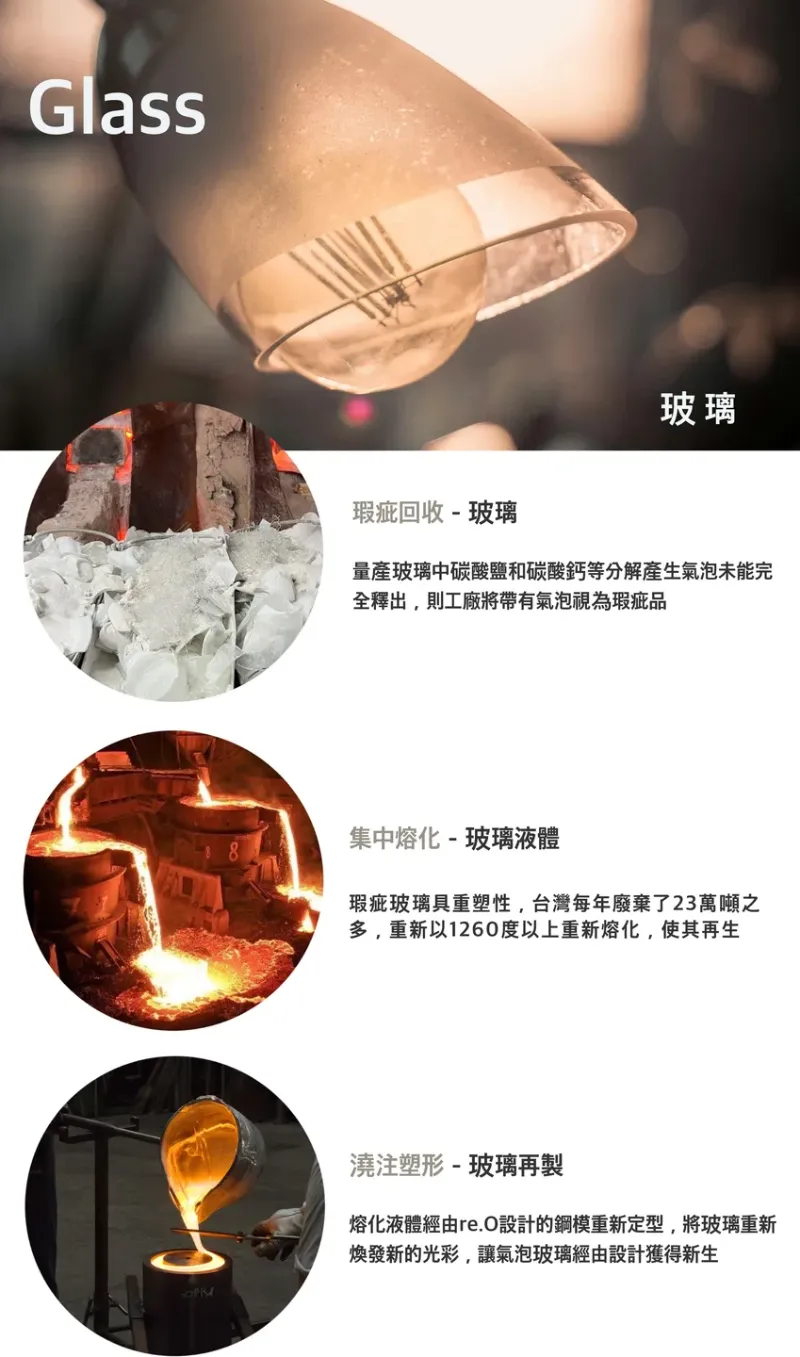 Glass
玻璃
瑕疵回收 - 玻璃
量產玻璃中碳酸鹽和碳酸鈣等分解產生氣泡未能完
全釋出，則工廠將帶有氣泡視為瑕疵品
集中熔化 - 玻璃液體
瑕疵玻璃具重塑性，台灣每年廢棄了23萬噸之
多，重新以1260度以上重新熔化，使其再生
8
澆注塑形 - 玻璃再製
熔化液體經由re.O設計的鋼模重新定型，將玻璃重新
煥發新的光彩，讓氣泡玻璃經由設計獲得新生